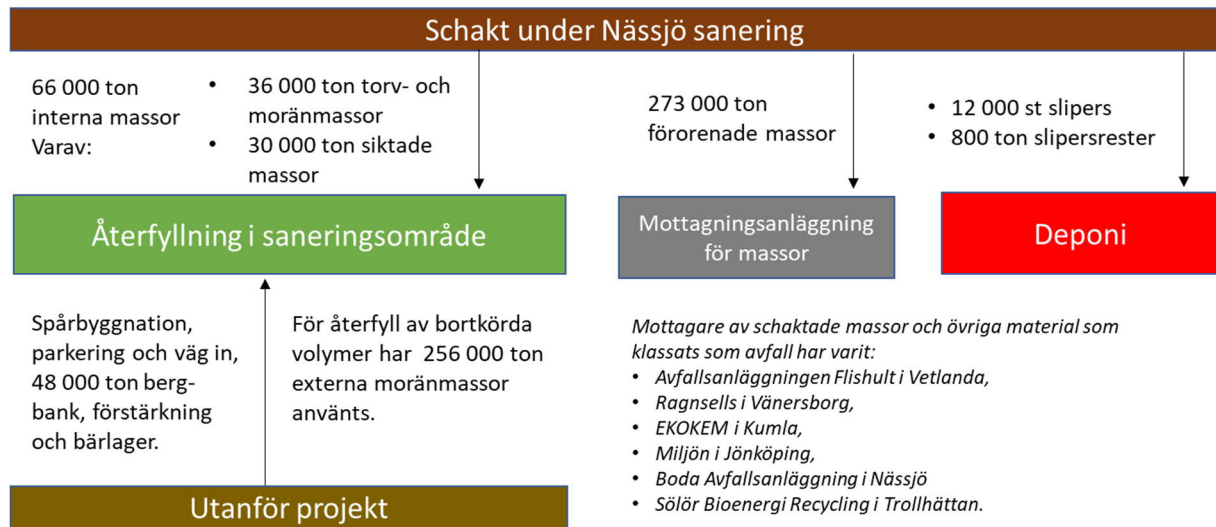 Schakt under Nässjö sanering
66 000 ton
interna massor
Varav:
• 36 000 ton torv- och
moränmassor
• 30 000 ton siktade
massor
273 000 ton
förorenade massor
• 12 000 st slipers
• 800 ton slipersrester
Återfyllning i saneringsområde
Mottagningsanläggning
för massor
Deponi
Spårbyggnation,
parkering och väg in,
48 000 ton berg-
bank, förstärkning
och bärlager.
För återfyll av bortkörda
volymer har 256 000 ton
externa moränmassor
använts.
Mottagare av schaktade massor och övriga material som
klassats som avfall har varit:
• Avfallsanläggningen Flishult i Vetlanda,
• Ragnsells i Vänersborg,
• EKOKEM i Kumla,
• Miljön i Jönköping,
• Boda Avfallsanläggning i Nässjö
• Sölör Bioenergi Recycling i Trollhättan.
Utanför projekt